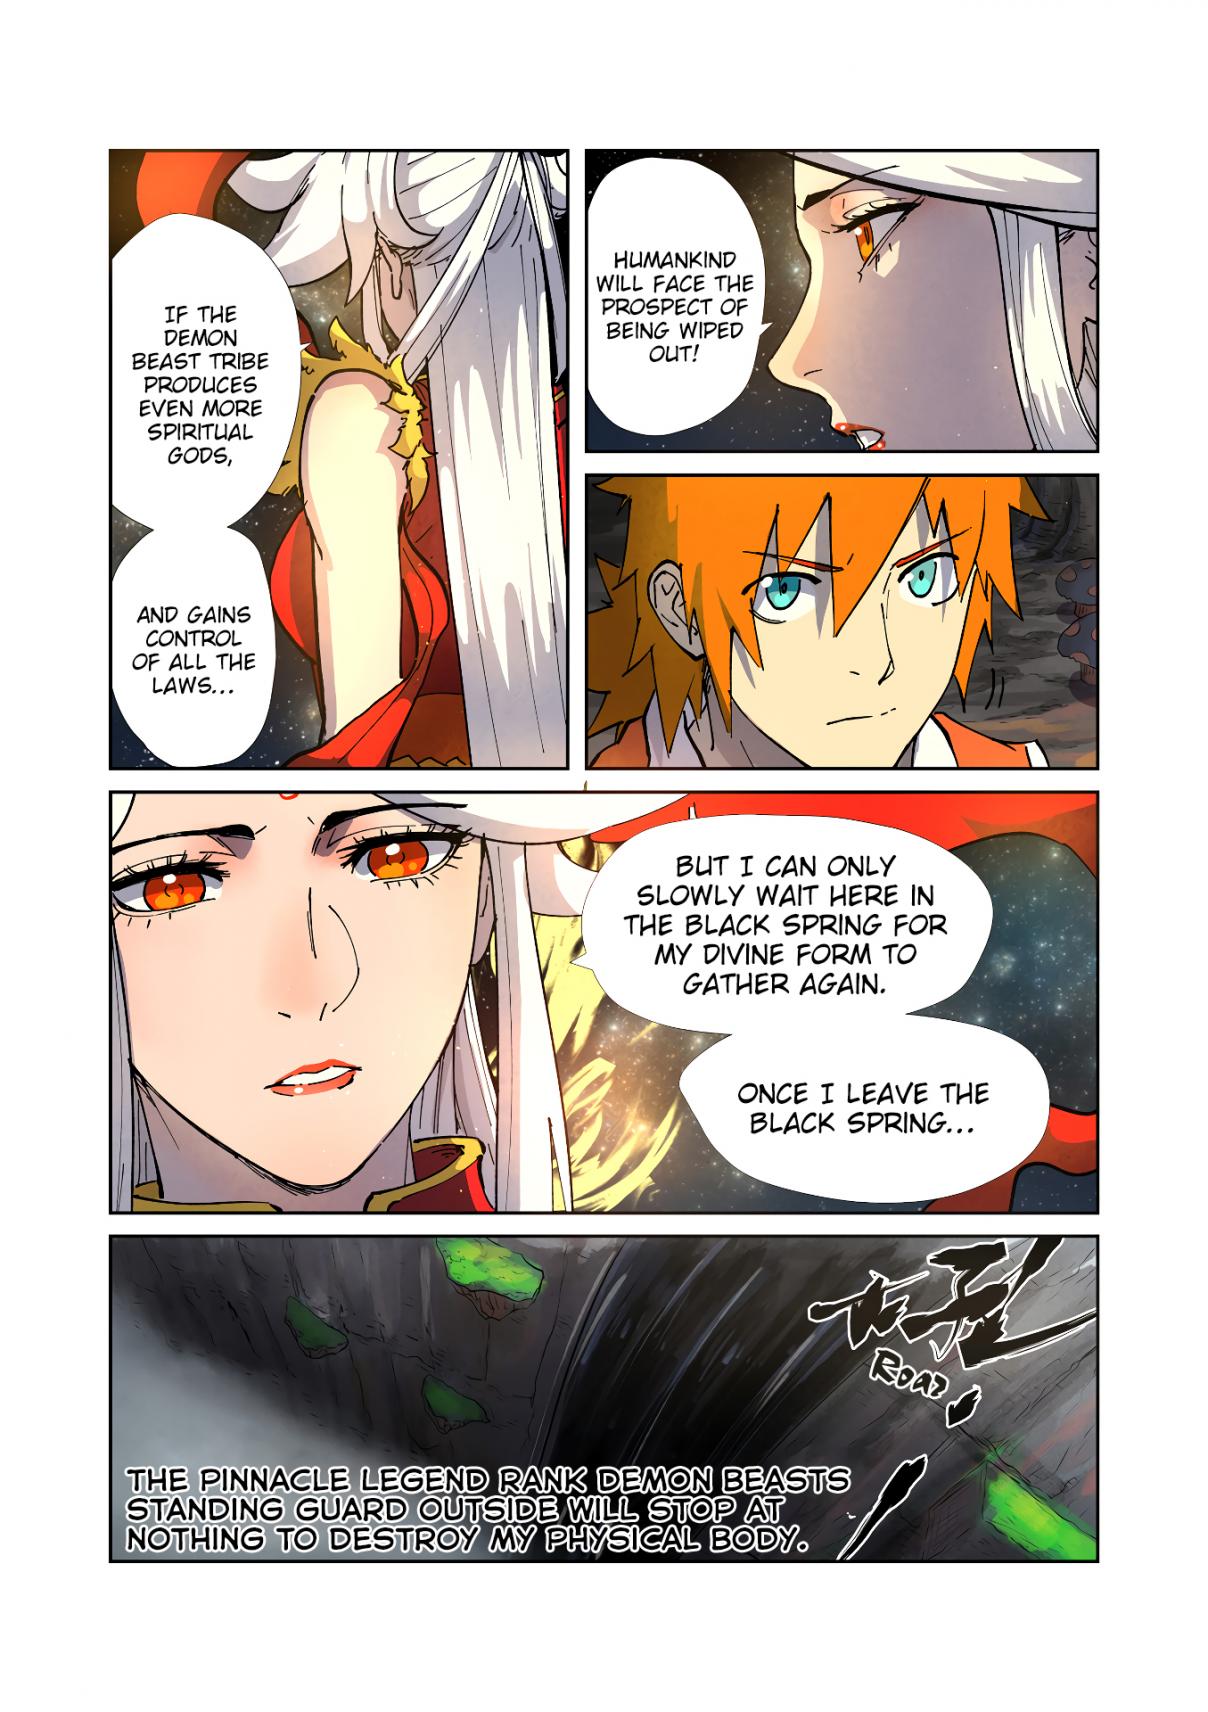 IF THE
DEMON
BEAST TRIBE
PRODUCES
EVEN MORE
SPIRITUAL
GODS,
AND GAINS
CONTROL
OF ALL THE
LAWS...
HUMANKIND
WILL FACE THE
PROSPECT OF
BEING WIPED
OUT!
BUT I CAN ONLY
SLOWLY WAIT HERE IN
THE BLACK SPRING FOR
MY DIVINE FORM TO
GATHER AGAIN.
ONCE I LEAVE THE
BLACK SPRING...
ROAR
THE PINNACLE LEGEND RANK DEMON BEASTS
STANDING GUARD OUTSIDE WILL STOP AT
NOTHING TO DESTROY MY PHYSICAL BODY.